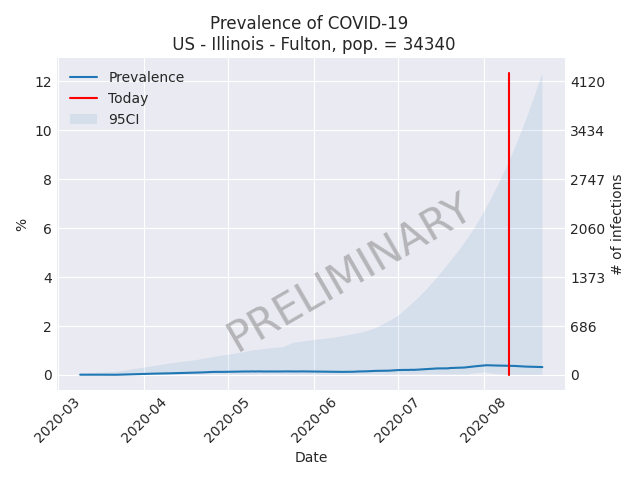 Prevalence of COVID-19
US - Illinois - Fulton, pop. = 34340
Prevalence
Today
95CI
PRELIMINARY
%
12
10
8
6
4
2
0
4120
3434
2747
2060
1373
686
0
# of infections
2020-03
2020-04
2020-05
2020-06
2020-07
2020-08
Date